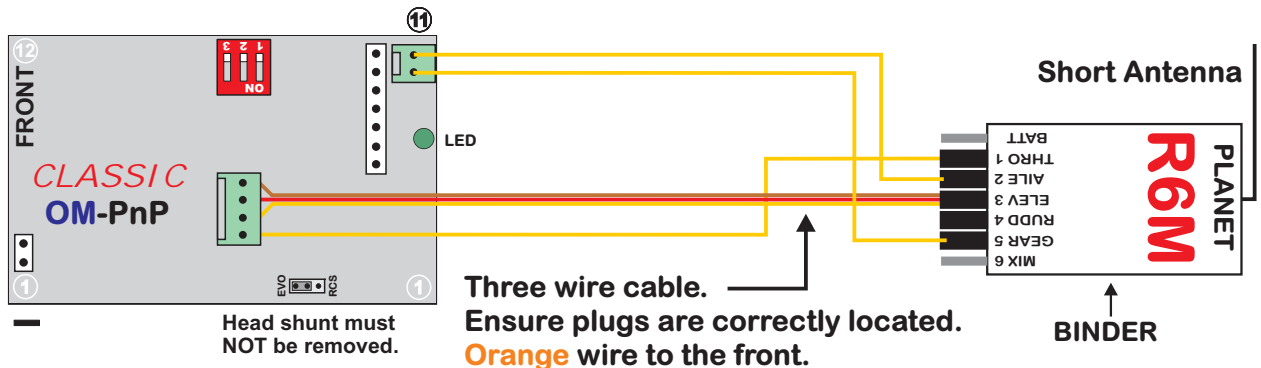 11
12
FRONT
1 2 3
ON
LED
CLASSIC
OM-PnP
1
EVO
RCS
1
Head shunt must
NOT be removed.
Three wire cable.
Ensure plugs are correctly located.
Orange wire to the front.
Short Antenna
BATT
THRO 1
AILE 2
ELEV 3
RUDD 4
GEAR 5
MIX 6
R6M
PLANET
BINDER